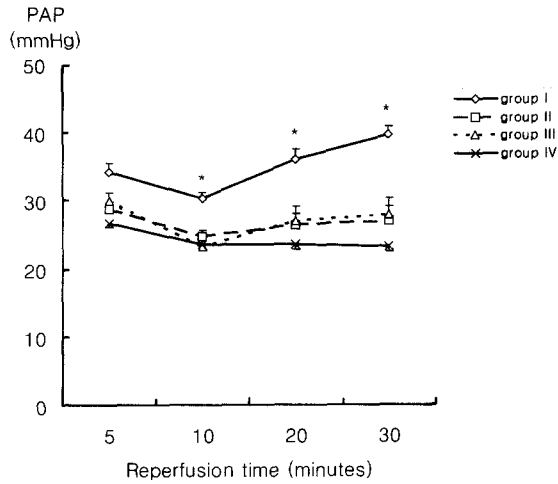 PAP
(mmHg)
50
40
30
20
10
0
*
*
*
group I
group II
group III
group IV
5 10 20 30
Reperfusion time (minutes)